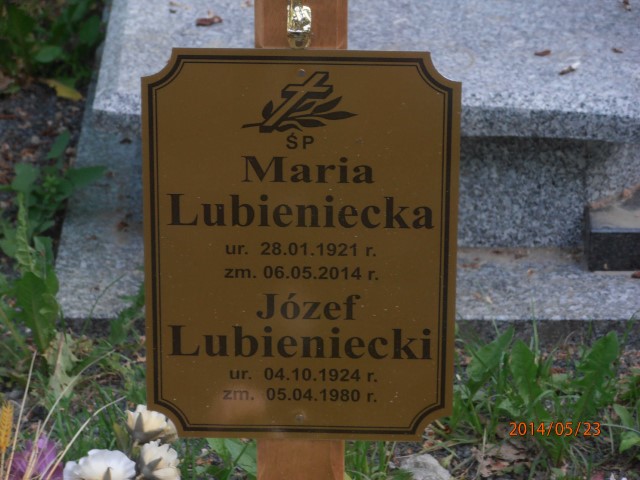 ŚP
Maria
Lubieniecka
ur. 28.01.1921 r.
zm. 06.05.2014 r.
Józef
Lubieniecki
ur. 04.10.1924 r.
zm. 05.04.1980 r.
2014/05/23